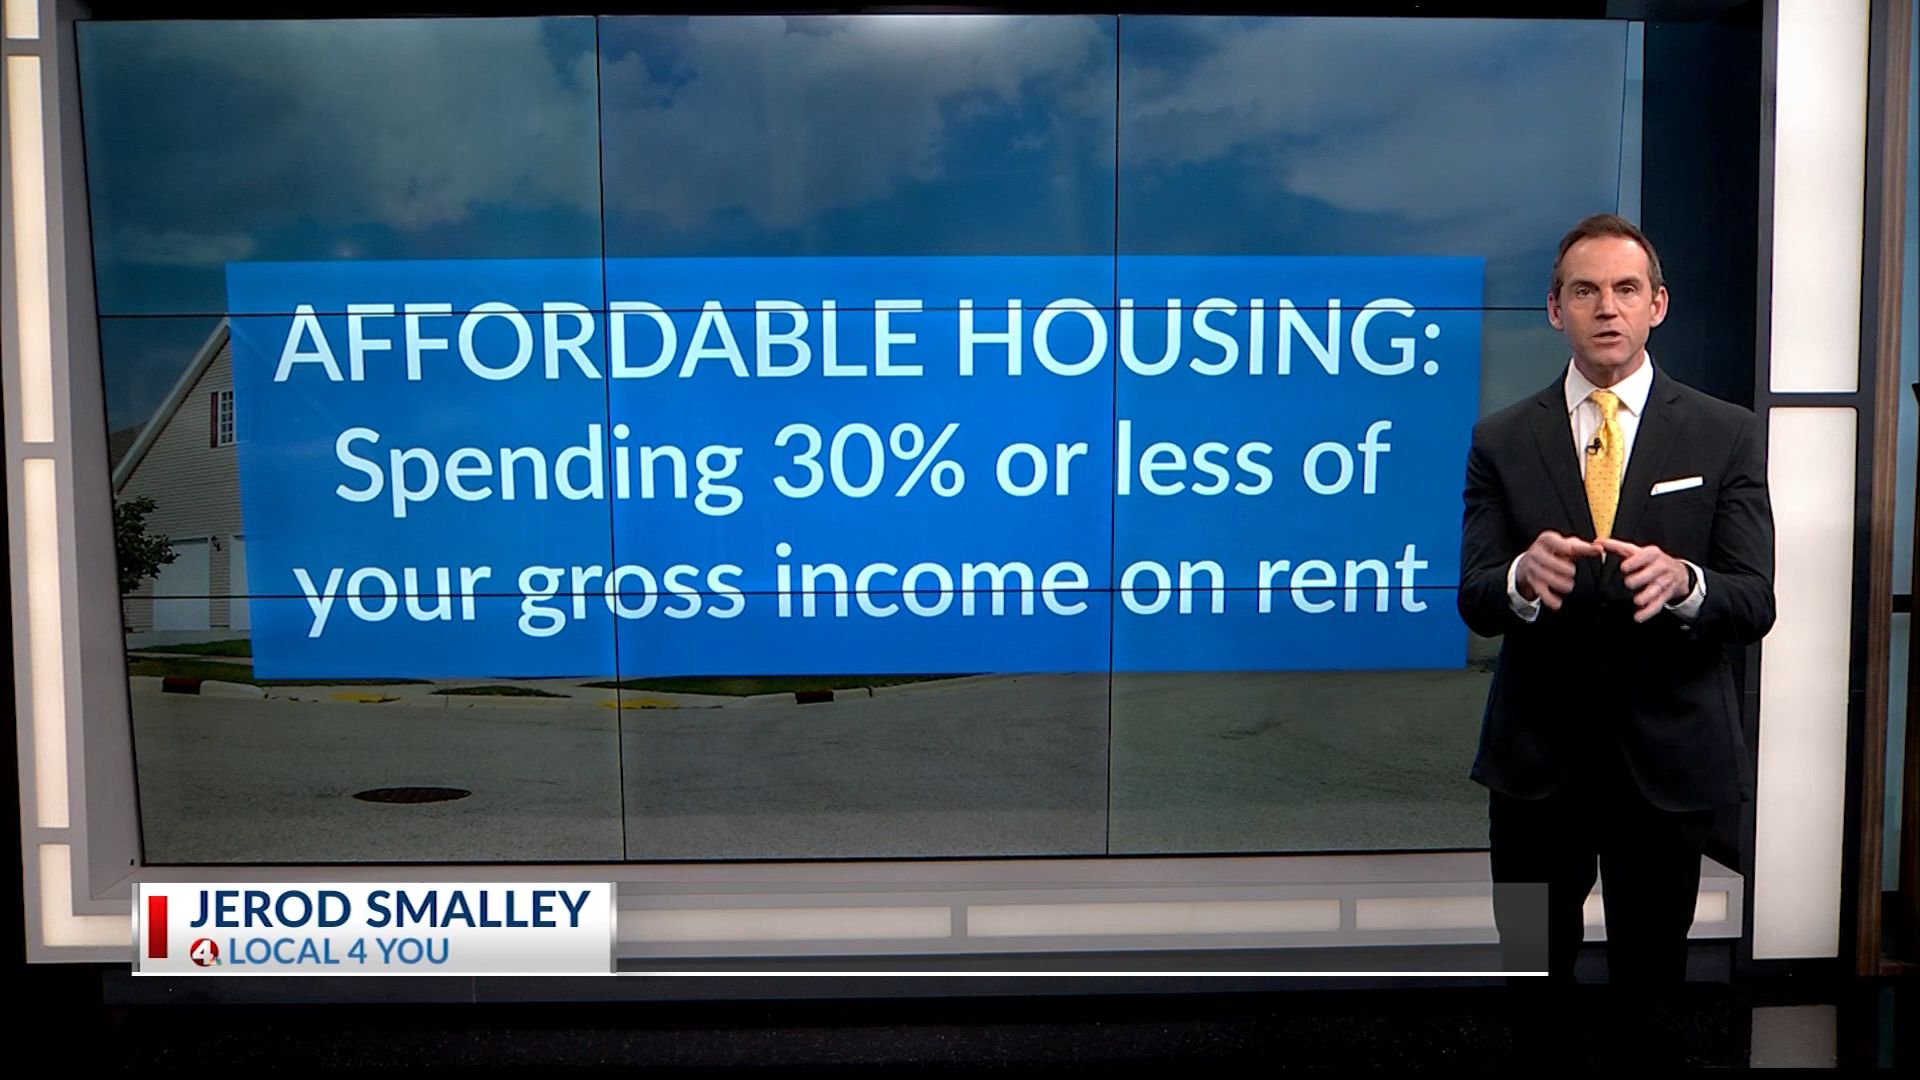 AFFORDABLE HOUSING:
Spending 30% or less of
your gross income on rent
JEROD SMALLEY
4 LOCAL 4 YOU